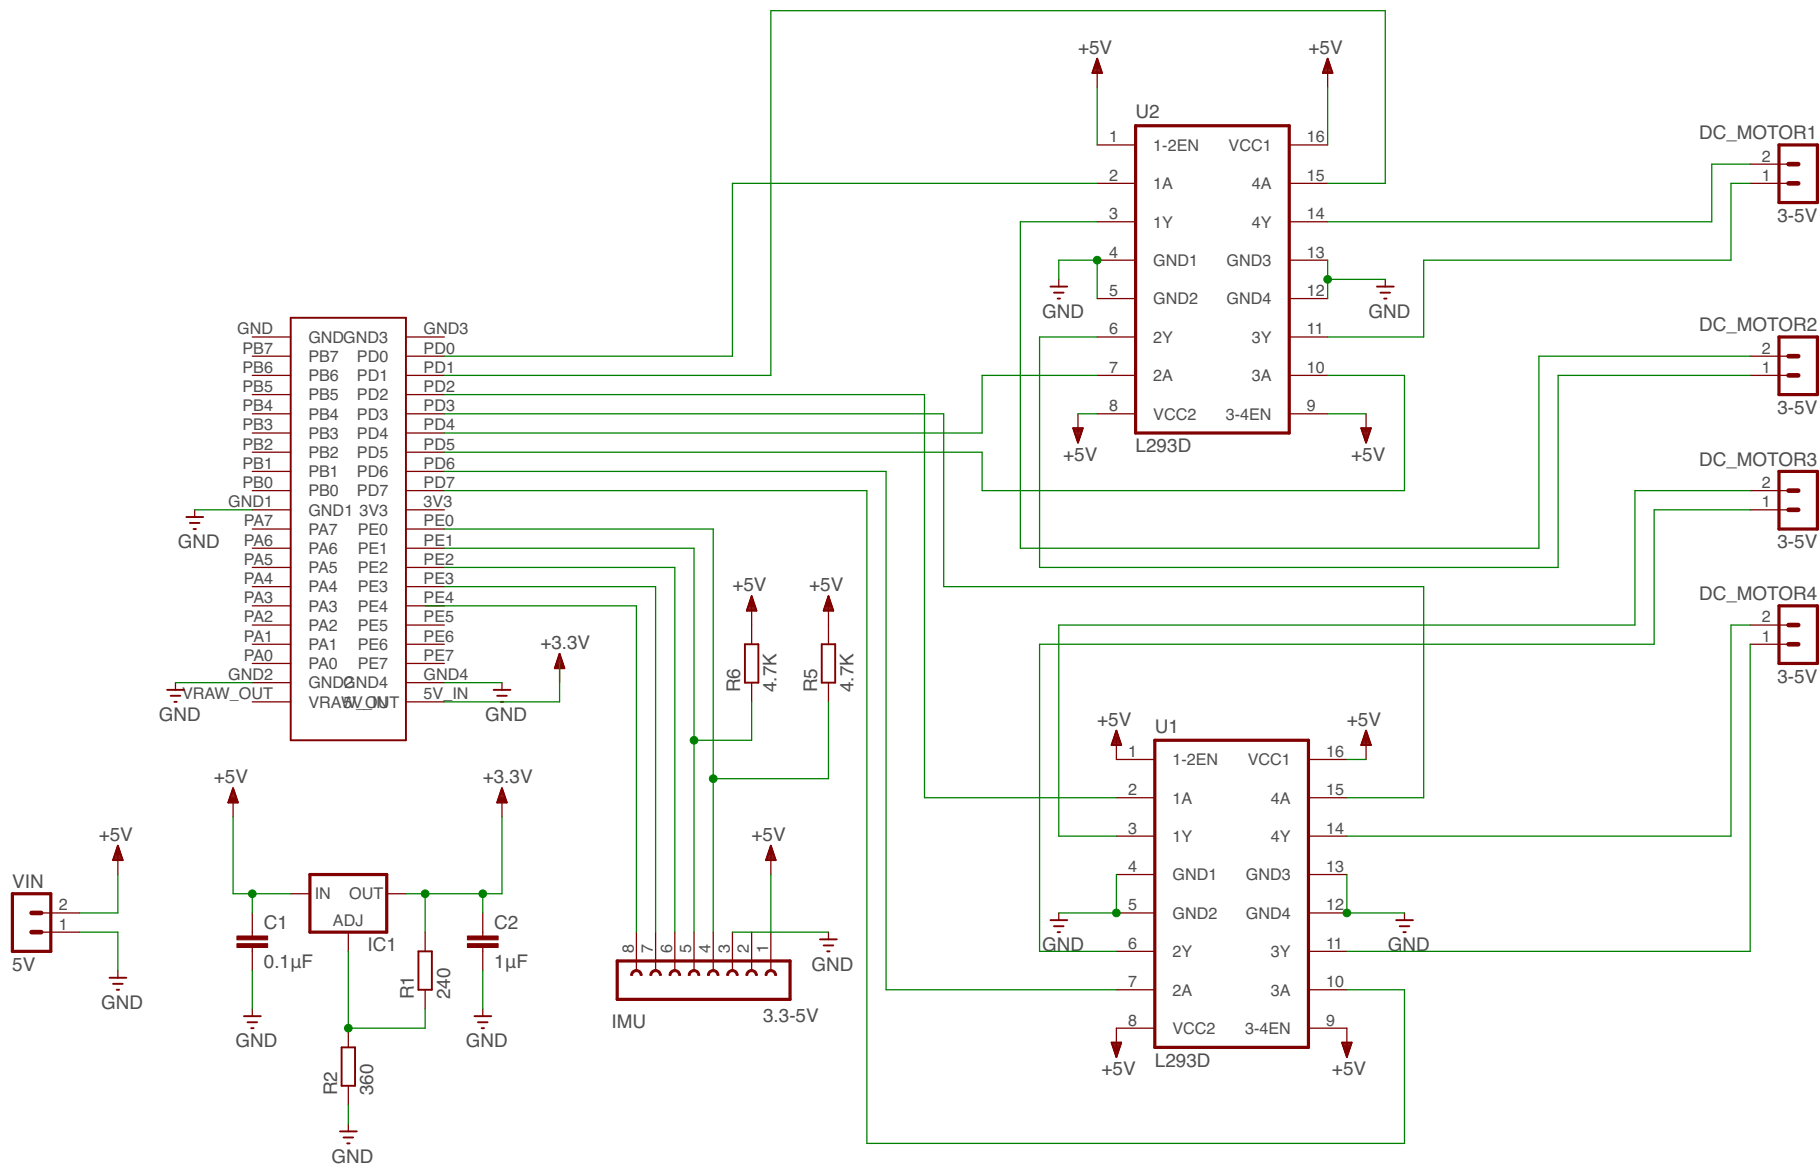 +5V
+5V
U2
1 1-2EN VCC1 16
2 1A 4A 15
3 1Y 4Y 14
4 GND1 GND3 13
5 GND2 GND4 12
6 2Y 3Y 11
7 2A 3A 10
8 VCC2 3-4EN 9
GND
GND
+5V
+5V
L293D
DC_MOTOR1
2
1
3-5V
DC_MOTOR2
2
1
3-5V
DC_MOTOR3
2
1
3-5V
DC_MOTOR4
2
1
3-5V
GND GND GND3 GND3
PB7 PB7 PD0 PD0
PB6 PB6 PD1 PD1
PB5 PB5 PD2 PD2
PB4 PB4 PD3 PD3
PB3 PB3 PD4 PD4
PB2 PB2 PD5 PD5
PB1 PB1 PD6 PD6
PB0 PB0 PD7 PD7
GND1 GND1 3V3 3V3
PA7 PA7 PE0 PE0
PA6 PA6 PE1 PE1
PA5 PA5 PE2 PE2
PA4 PA4 PE3 PE3
PA3 PA3 PE4 PE4
PA2 PA2 PE5 PE5
PA1 PA1 PE6 PE6
PA0 PA0 PE7 PE7
GND2 GND2 GND4 GND4
VRAW_OUT VRAW_OUT 5V_IN 5V_IN
GND
GND
GND
+3.3V
+5V
+5V
R6
4.7K
R5
4.7K
+5V
U1
+5V
1 1-2EN VCC1 16
2 1A 4A 15
3 1Y 4Y 14
4 GND1 GND3 13
5 GND2 GND4 12
6 2Y 3Y 11
7 2A 3A 10
8 VCC2 3-4EN 9
GND
GND
+5V
+5V
L293D
+5V
+3.3V
+5V
VIN
2
1
5V
GND
IN OUT
ADJ
IC1
C1
0.1µF
GND
R1
240
C2
1µF
GND
R2
360
GND
+5V
8 7 6 5 4 3 2 1
GND
IMU
3.3-5V